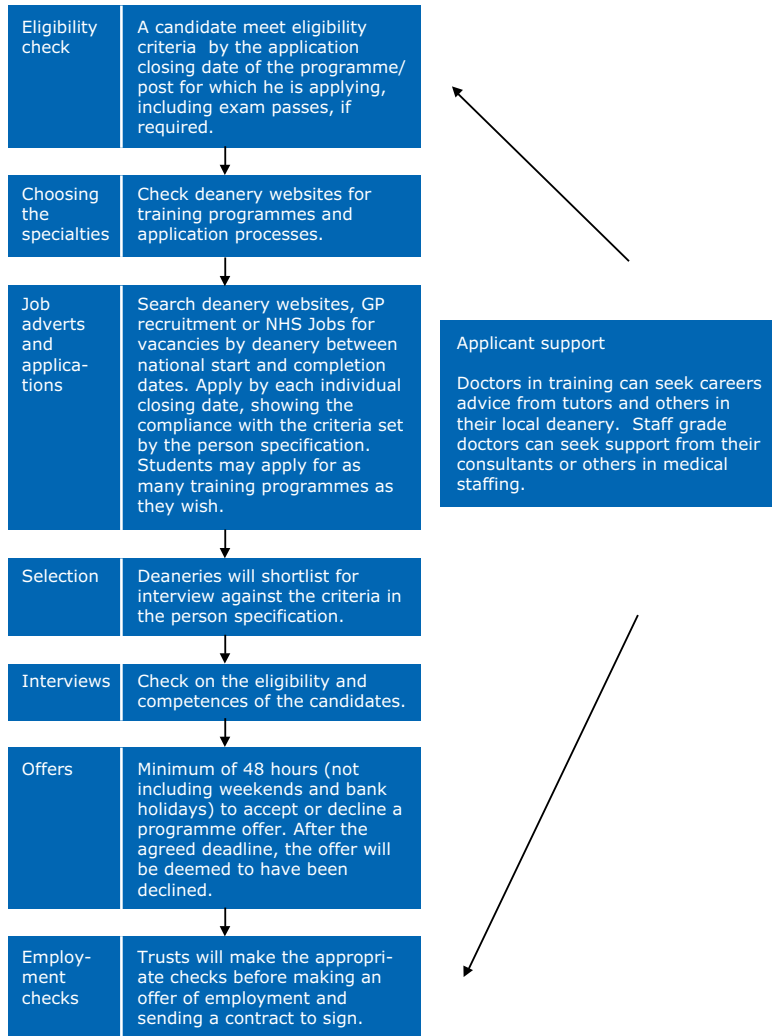 Eligibility
check
A candidate meet eligibility
criteria  by the application
closing date of the programme/
post for which he is applying,
including exam passes, if
required.
Choosing
the
specialties
Check deanery websites for
training programmes and
application processes.
Job
adverts
and
applica-
tions
Search deanery websites, GP
recruitment or NHS Jobs for
vacancies by deanery between
national start and completion
dates. Apply by each individual
closing date, showing the
compliance with the criteria set
by the person specification.
Students may apply for as
many training programmes as
they wish.
Applicant support
Doctors in training can seek careers
advice from tutors and others in
their local deanery.  Staff grade
doctors can seek support from their
consultants or others in medical
staffing.
Selection
Deaneries will shortlist for
interview against the criteria in
the person specification.
Interviews
Check on the eligibility and
competences of the candidates.
Offers
Minimum of 48 hours (not
including weekends and bank
holidays) to accept or decline a
programme offer. After the
agreed deadline, the offer will
be deemed to have been
declined.
Employ-
ment
checks
Trusts will make the appropri-
ate checks before making an
offer of employment and
sending a contract to sign.